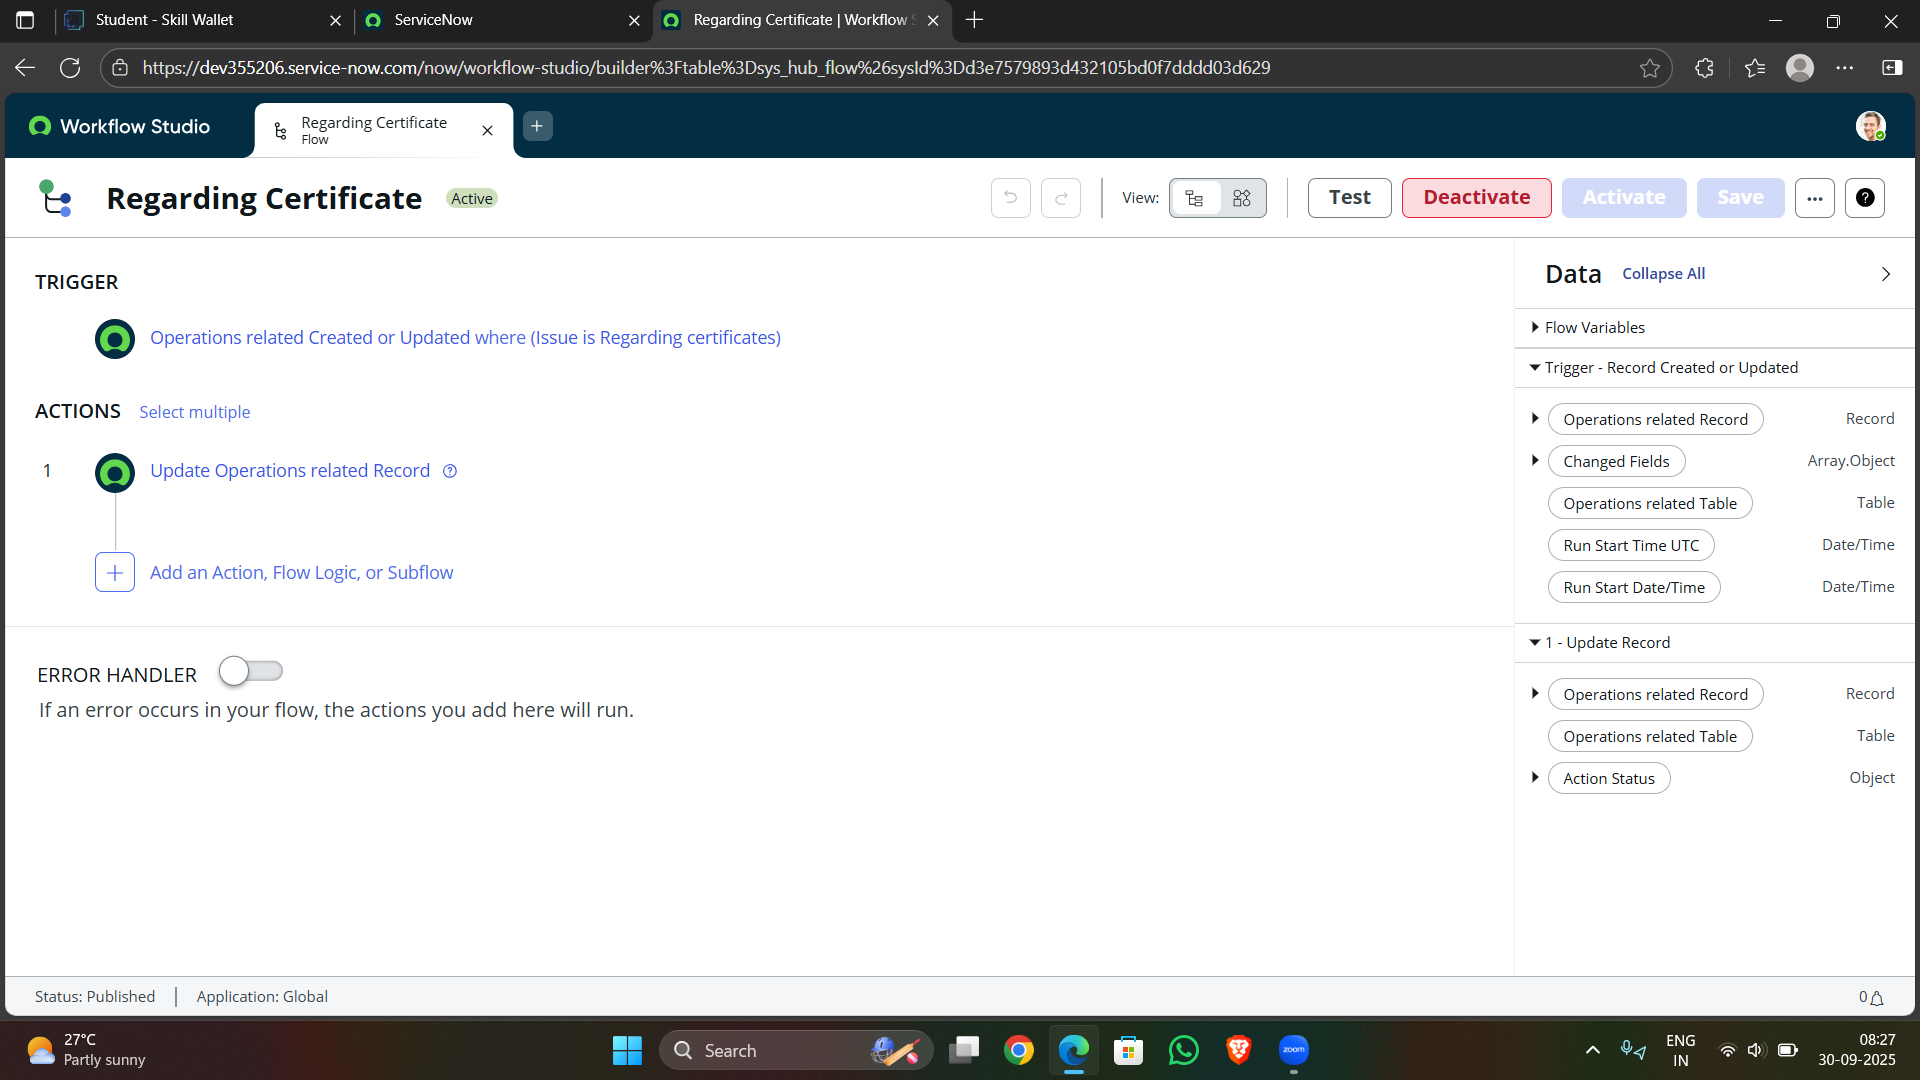 Student - Skill Wallet
ServiceNow
Regarding Certificate | Workflow S
https://dev355206.service-now.com/now/workflow-studio/builder%3Ftable%3Dsys_hub_flow%26sysId%3Dd3e7579893d432105bd0f7dddd03d629
Workflow Studio
Regarding Certificate
Flow
Regarding Certificate
Active
View:
Test
Deactivate
Activate
Save
TRIGGER
Operations related Created or Updated where (Issue is Regarding certificates)
ACTIONS
Select multiple
1
Update Operations related Record
Add an Action, Flow Logic, or Subflow
ERROR HANDLER
If an error occurs in your flow, the actions you add here will run.
Data
Collapse All
Flow Variables
Trigger - Record Created or Updated
Operations related Record
Record
Changed Fields
Array.Object
Operations related Table
Table
Run Start Time UTC
Date/Time
Run Start Date/Time
Date/Time
1 - Update Record
Operations related Record
Record
Operations related Table
Table
Action Status
Object
Status: Published
Application: Global
0
27°C
Partly sunny
Search
zoom
ENG
IN
08:27
30-09-2025